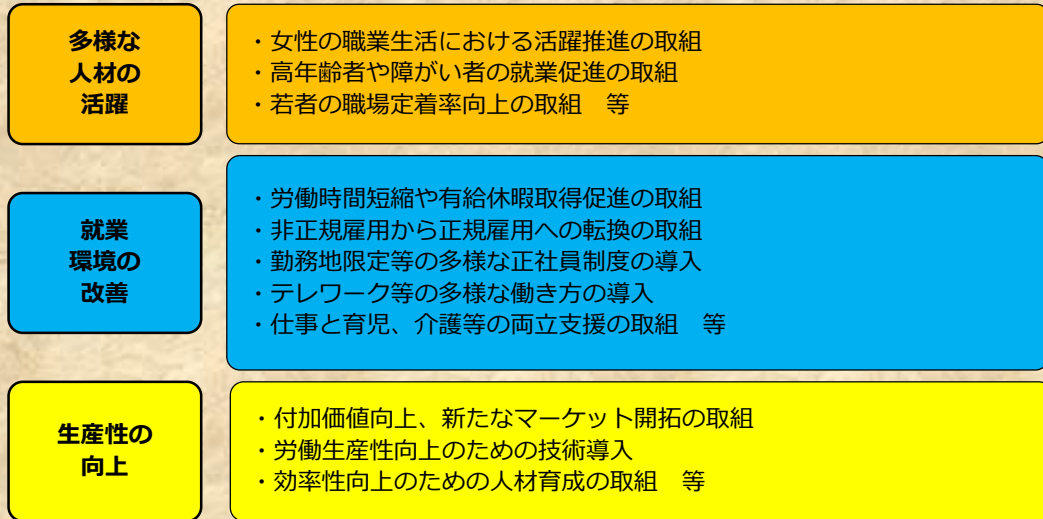 多様な
人材の
活躍
・女性の職業生活における活躍推進の取組
・高年齢者や障がい者の就業促進の取組
・若者の職場定着率向上の取組　等
就業
環境の
改善
・労働時間短縮や有給休暇取得促進の取組
・非正規雇用から正規雇用への転換の取組
・勤務地限定等の多様な正社員制度の導入
・テレワーク等の多様な働き方の導入
・仕事と育児、介護等の両立支援の取組　等
生産性の
向上
・付加価値向上、新たなマーケット開拓の取組
・労働生産性向上のための技術導入
・効率性向上のための人材育成の取組　等